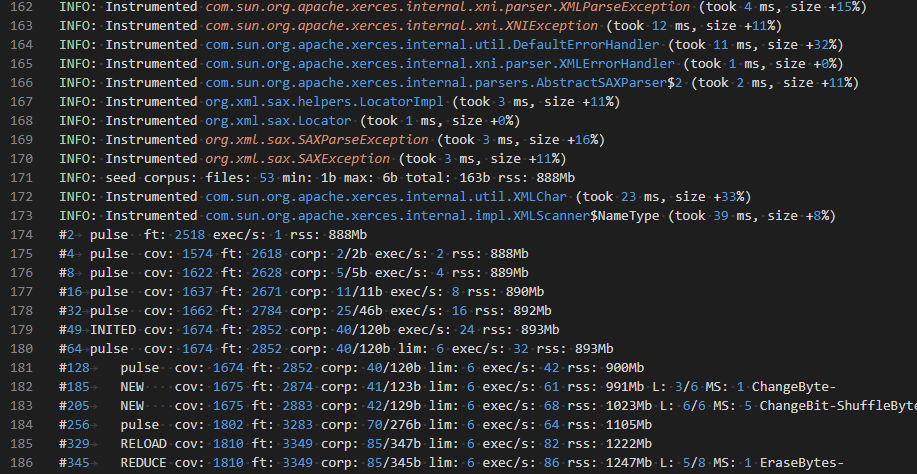 162 INFO: Instrumented com.sun.org.apache.xerces.internal.xni.parser.XMLParseException (took 4 ms, size +15%)
163 INFO: Instrumented com.sun.org.apache.xerces.internal.xni.XNIException (took 12 ms, size +11%)
164 INFO: Instrumented com.sun.org.apache.xerces.internal.util.DefaultErrorHandler (took 11 ms, size +32%)
165 INFO: Instrumented com.sun.org.apache.xerces.internal.xni.parser.XMLErrorHandler (took 1 ms, size +0%)
166 INFO: Instrumented com.sun.org.apache.xerces.internal.parsers.AbstractSAXParser$2 (took 2 ms, size +11%)
167 INFO: Instrumented org.xml.sax.helpers.LocatorImpl (took 3 ms, size +11%)
168 INFO: Instrumented org.xml.sax.Locator (took 1 ms, size +0%)
169 INFO: Instrumented org.xml.sax.SAXParseException (took 3 ms, size +16%)
170 INFO: Instrumented org.xml.sax.SAXException (took 3 ms, size +11%)
171 INFO: seed corpus: files: 53 min: 1b max: 6b total: 163b rss: 888Mb
172 INFO: Instrumented com.sun.org.apache.xerces.internal.util.XMLChar (took 23 ms, size +33%)
173 INFO: Instrumented com.sun.org.apache.xerces.internal.impl.XMLScanner$NameType (took 39 ms, size +8%)
174 #2 pulse ft: 2518 exec/s: 1 rss: 888Mb
175 #4 pulse cov: 1574 ft: 2618 corp: 2/2b exec/s: 2 rss: 888Mb
176 #8 pulse cov: 1622 ft: 2628 corp: 5/5b exec/s: 4 rss: 889Mb
177 #16 pulse cov: 1637 ft: 2671 corp: 11/11b exec/s: 8 rss: 890Mb
178 #32 pulse cov: 1662 ft: 2784 corp: 25/46b exec/s: 16 rss: 892Mb
179 #49 INITED cov: 1674 ft: 2852 corp: 40/120b exec/s: 24 rss: 893Mb
180 #64 pulse cov: 1674 ft: 2852 corp: 40/120b lim: 6 exec/s: 32 rss: 893Mb
181 #128 pulse cov: 1674 ft: 2852 corp: 40/120b lim: 6 exec/s: 42 rss: 900Mb
182 #185 NEW cov: 1675 ft: 2874 corp: 41/123b lim: 6 exec/s: 61 rss: 991Mb L: 3/6 MS: 1 ChangeByte-
183 #205 NEW cov: 1675 ft: 2883 corp: 42/129b lim: 6 exec/s: 68 rss: 1023Mb L: 6/6 MS: 5 ChangeBit-ShuffleByte
184 #256 pulse cov: 1802 ft: 3283 corp: 70/276b lim: 6 exec/s: 64 rss: 1105Mb
185 #329 RELOAD cov: 1810 ft: 3349 corp: 85/347b lim: 6 exec/s: 82 rss: 1222Mb
186 #345 REDUCE cov: 1810 ft: 3349 corp: 85/345b lim: 6 exec/s: 86 rss: 1247Mb L: 5/8 MS: 1 EraseBytes-